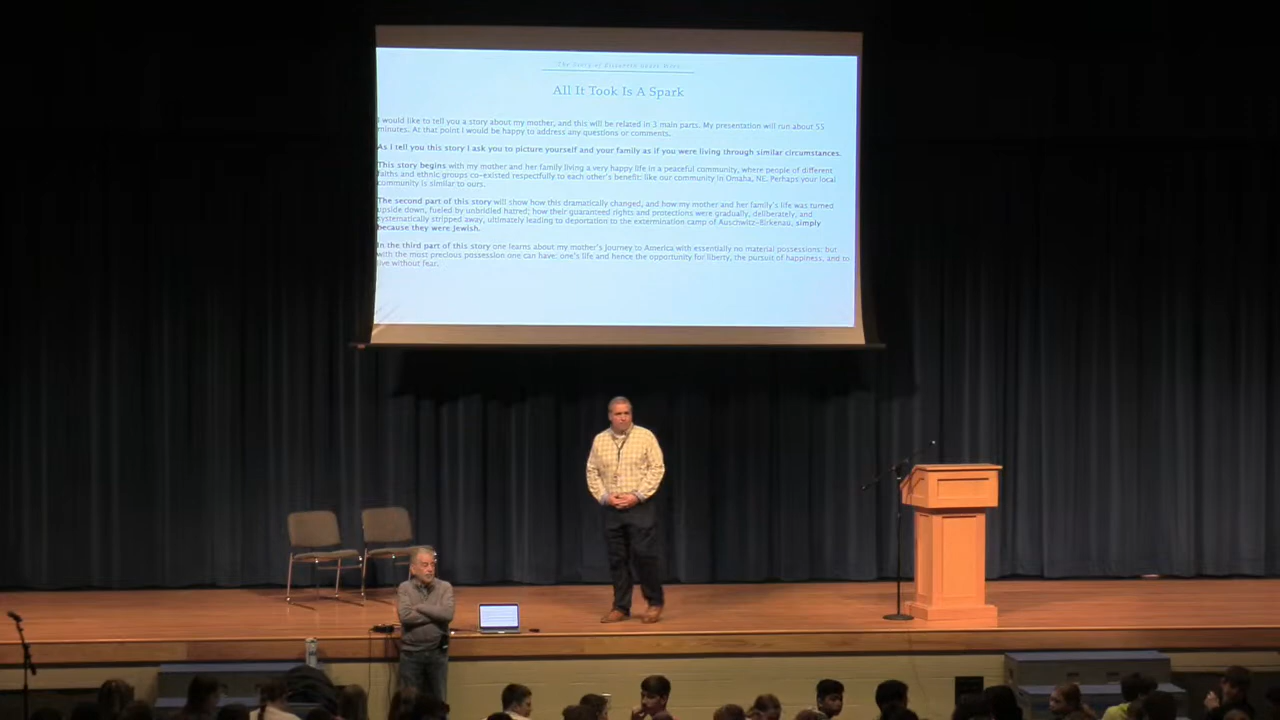 The Story of Elizabeth
All It Took Is A Spark
I would like to tell you a story about my mother, and this will be related in 3 main parts. My presentation will run about 55
minutes. At that point I would be happy to address any questions or comments.
As I tell you this story I ask you to picture yourself and your family as if you were living through similar circumstances.
This story begins with my mother and her family living a very happy life in a peaceful community, where people of different
faiths and ethnic groups co-existed respectfully to each other's benefit: like our community in Omaha, NE. Perhaps your local
community is similar to ours.
The second part of this story will show how this dramatically changed, and how my mother and her family's life was turned
upside down, fueled by unbridled hatred; how their guaranteed rights and protections were gradually, deliberately, and
systematically stripped away, ultimately leading to deportation to the extermination camp of Auschwitz-Birkenau, simply
because they were Jewish.
In the third part of this story one learns about my mother's journey to America with essentially no material possessions: but
with the most precious possession one can have: one's life and hence the opportunity for liberty, the pursuit of happiness, and to
live without fear.